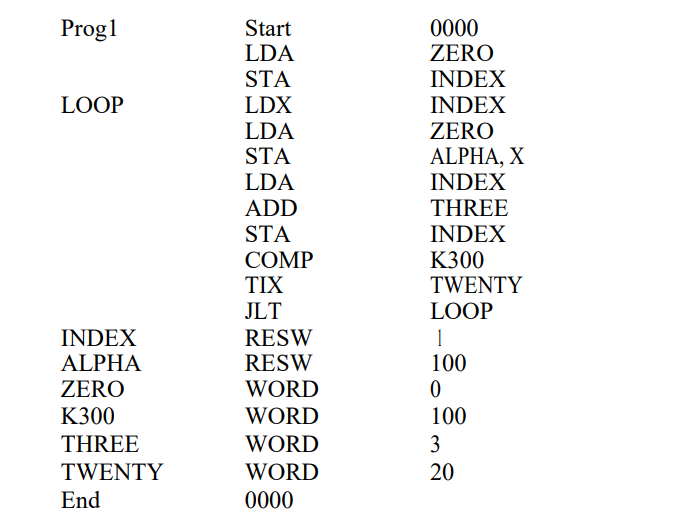 Prog1 Start 0000
LDA ZERO
STA INDEX
LOOP LDX INDEX
LDA ZERO
STA ALPHA, X
LDA INDEX
ADD THREE
STA INDEX
COMP K300
TIX TWENTY
JLT LOOP
INDEX RESW 1
ALPHA RESW 100
ZERO WORD 0
K300 WORD 100
THREE WORD 3
TWENTY WORD 20
End 0000